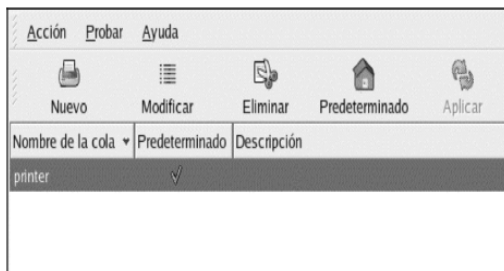 Acción Probar Ayuda
Nuevo Modificar Eliminar Predeterminado Aplicar
Nombre de la cola Predeterminado Descripción
printer